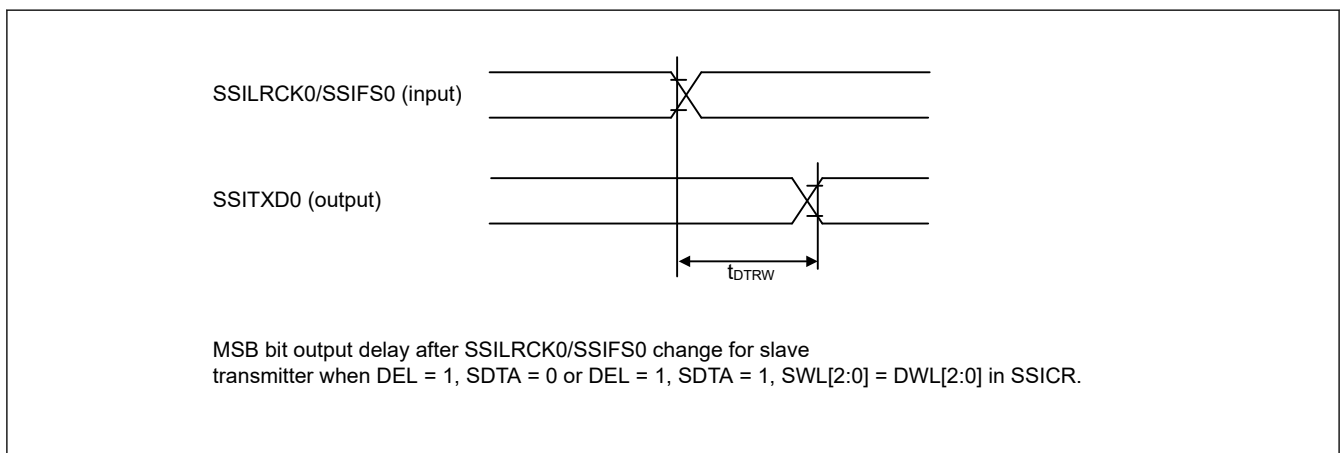 SSILRCK0/SSIFS0 (input)
SSITXD0 (output)
tDTRW
MSB bit output delay after SSILRCK0/SSIFS0 change for slave
transmitter when DEL = 1, SDTA = 0 or DEL = 1, SDTA = 1, SWL[2:0] = DWL[2:0] in SSICR.